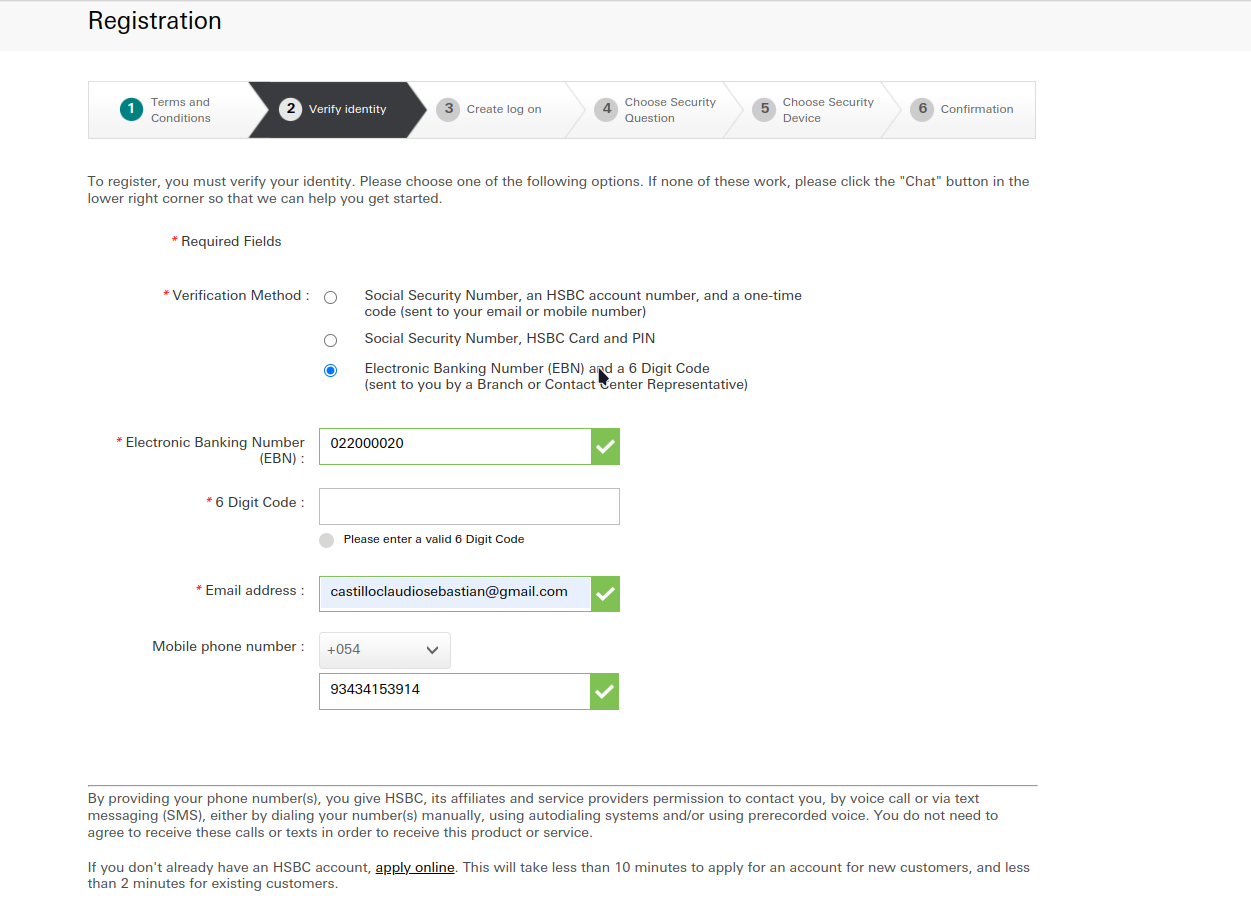 Registration
1 Terms and Conditions
2 Verify identity
3 Create log on
4 Choose Security Question
5 Choose Security Device
6 Confirmation
To register, you must verify your identity. Please choose one of the following options. If none of these work, please click the "Chat" button in the
lower right corner so that we can help you get started.
* Required Fields
* Verification Method :
Social Security Number, an HSBC account number, and a one-time
code (sent to your email or mobile number)
Social Security Number, HSBC Card and PIN
Electronic Banking Number (EBN) and a 6 Digit Code
(sent to you by a Branch or Contact Center Representative)
* Electronic Banking Number
(EBN) :
022000020
* 6 Digit Code :
Please enter a valid 6 Digit Code
* Email address :
castilloclaudiosebastian@gmail.com
Mobile phone number :
+054
93434153914
By providing your phone number(s), you give HSBC, its affiliates and service providers permission to contact you, by voice call or via text
messaging (SMS), either by dialing your number(s) manually, using autodialing systems and/or using prerecorded voice. You do not need to
agree to receive these calls or texts in order to receive this product or service.
If you don't already have an HSBC account, apply online. This will take less than 10 minutes to apply for an account for new customers, and less
than 2 minutes for existing customers.